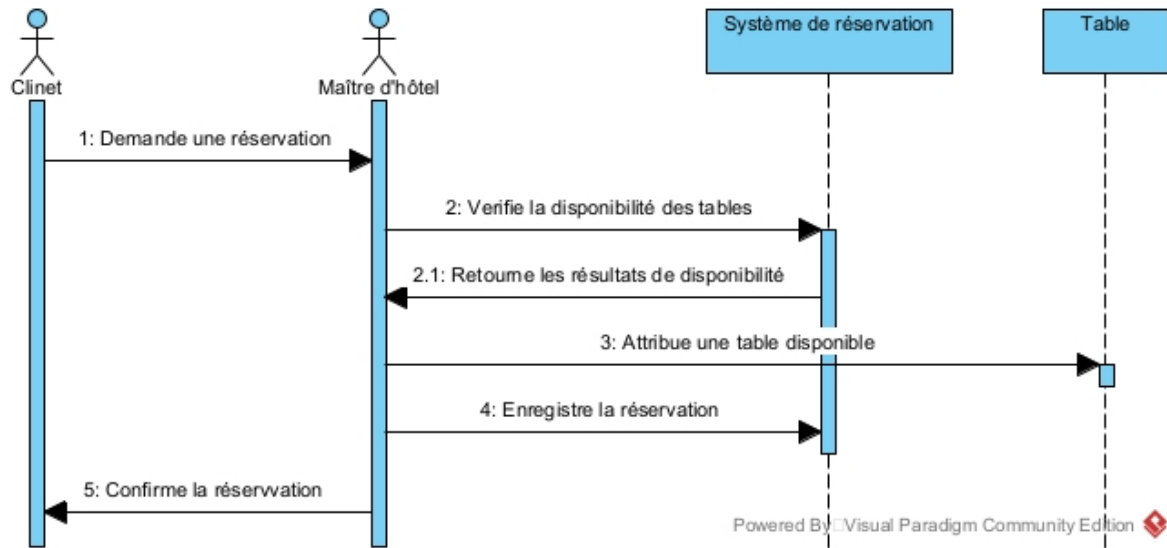 Système de réservation
Table
Clinet
Maître d'hôtel
1: Demande une réservation
2: Verifie la disponibilité des tables
2.1: Retourne les résultats de disponibilité
3: Attribue une table disponible
4: Enregistre la réservation
5: Confirme la réservvation
Powered By Visual Paradigm Community Edition